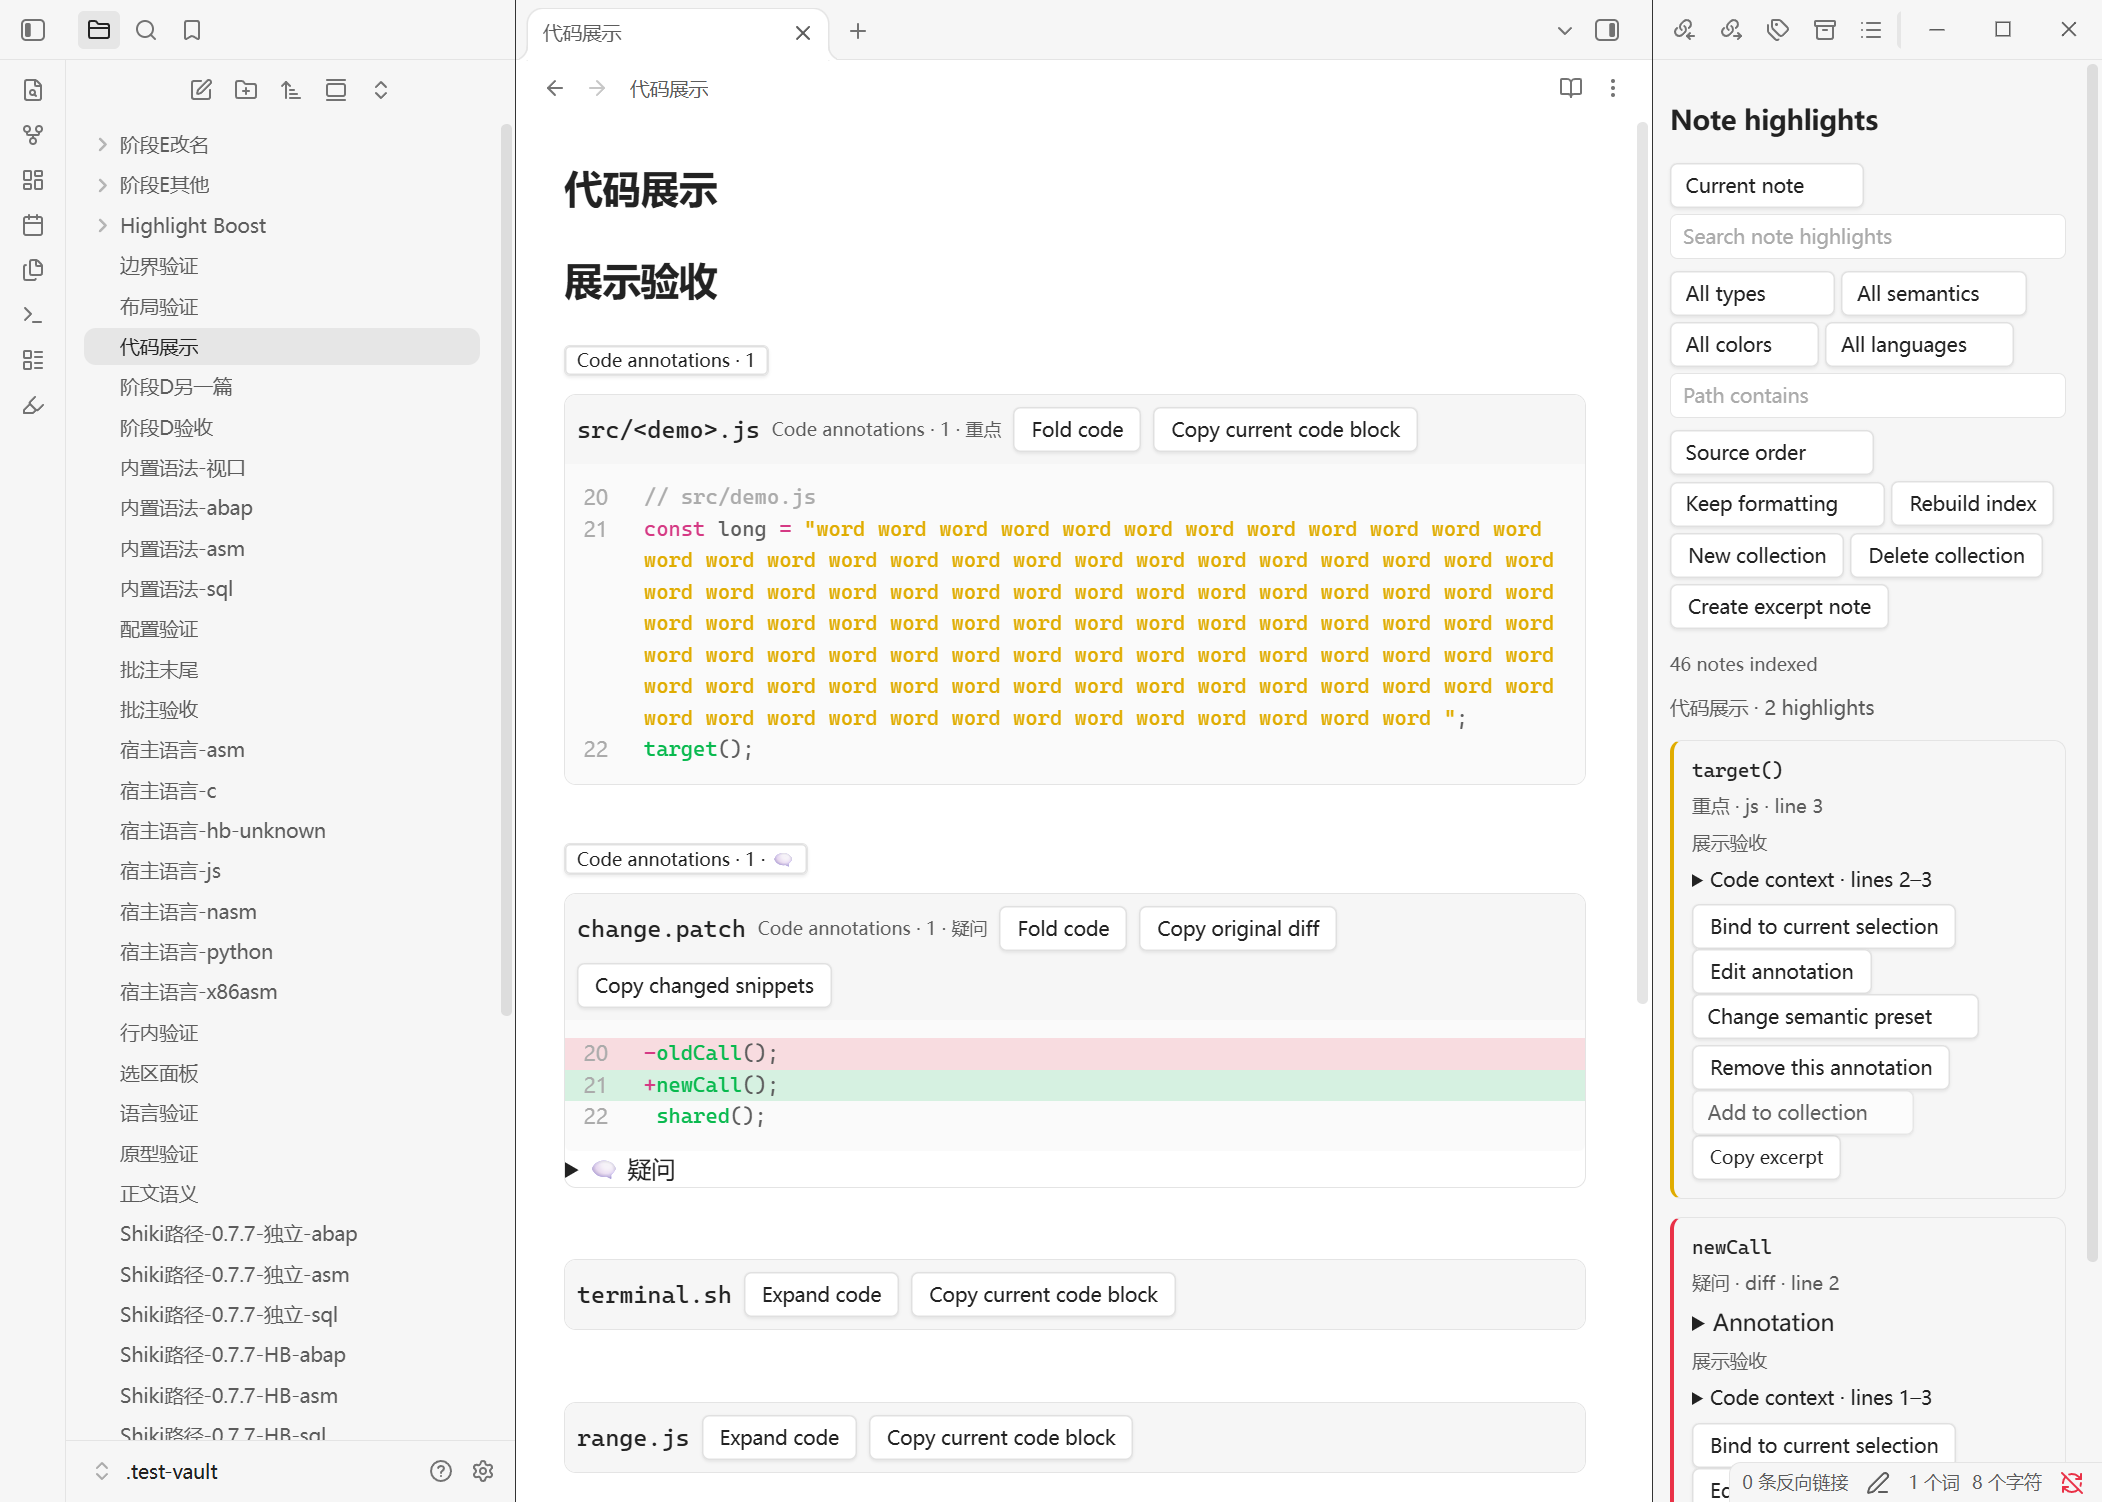 代码展示
代码展示
阶段E改名
阶段E其他
Highlight Boost
边界验证
布局验证
代码展示
阶段D另一篇
阶段D验收
内置语法-视口
内置语法-abap
内置语法-asm
内置语法-sql
配置验证
批注末尾
批注验收
宿主语言-asm
宿主语言-c
宿主语言-hb-unknown
宿主语言-js
宿主语言-nasm
宿主语言-python
宿主语言-x86asm
行内验证
选区面板
语言验证
原型验证
正文语义
Shiki路径-0.7.7-独立-abap
Shiki路径-0.7.7-独立-asm
Shiki路径-0.7.7-独立-sql
Shiki路径-0.7.7-HB-abap
Shiki路径-0.7.7-HB-asm
Shiki路径-0.7.7-HB-sql
.test-vault
代码展示
展示验收
Code annotations · 1
src/<demo>.js Code annotations · 1 · 重点 Fold code Copy current code block
20 // src/demo.js
21 const long = "word word word word word word word word word word word word
word word word word word word word word word word word word word word word
word word word word word word word word word word word word word word word
word word word word word word word word word word word word word word word
word word word word word word word word word word word word word word word
word word word word word word word word word word word word word word word
word word word word word word word word word word word word word ";
22 target();
Code annotations · 1 · 💬
change.patch Code annotations · 1 · 疑问 Fold code Copy original diff
Copy changed snippets
20 -oldCall();
21 +newCall();
22 shared();
💬 疑问
terminal.sh Expand code Copy current code block
range.js Expand code Copy current code block
Note highlights
Current note
Search note highlights
All types All semantics
All colors All languages
Path contains
Source order
Keep formatting Rebuild index
New collection Delete collection
Create excerpt note
46 notes indexed
代码展示 · 2 highlights
target()
重点 · js · line 3
展示验收
Code context · lines 2–3
Bind to current selection
Edit annotation
Change semantic preset
Remove this annotation
Add to collection
Copy excerpt
newCall
疑问 · diff · line 2
Annotation
展示验收
Code context · lines 1–3
Bind to current selection
0 条反向链接 1 个词 8 个字符